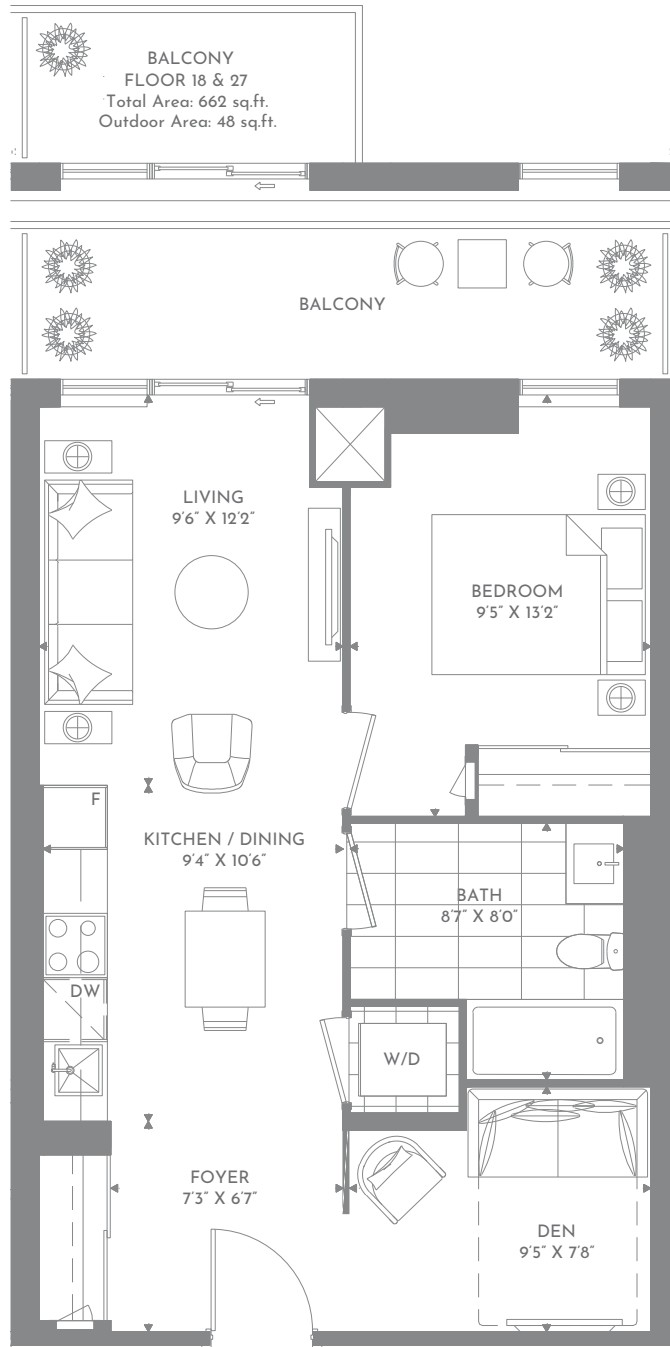 BALCONY
FLOOR 18 & 27
Total Area: 662 sq.ft.
Outdoor Area: 48 sq.ft.
BALCONY
LIVING
9'6" X 12'2"
BEDROOM
9'5" X 13'2"
F
KITCHEN / DINING
9'4" X 10'6"
BATH
8'7" X 8'0"
DW
W/D
FOYER
7'3" X 6'7"
DEN
9'5" X 7'8"